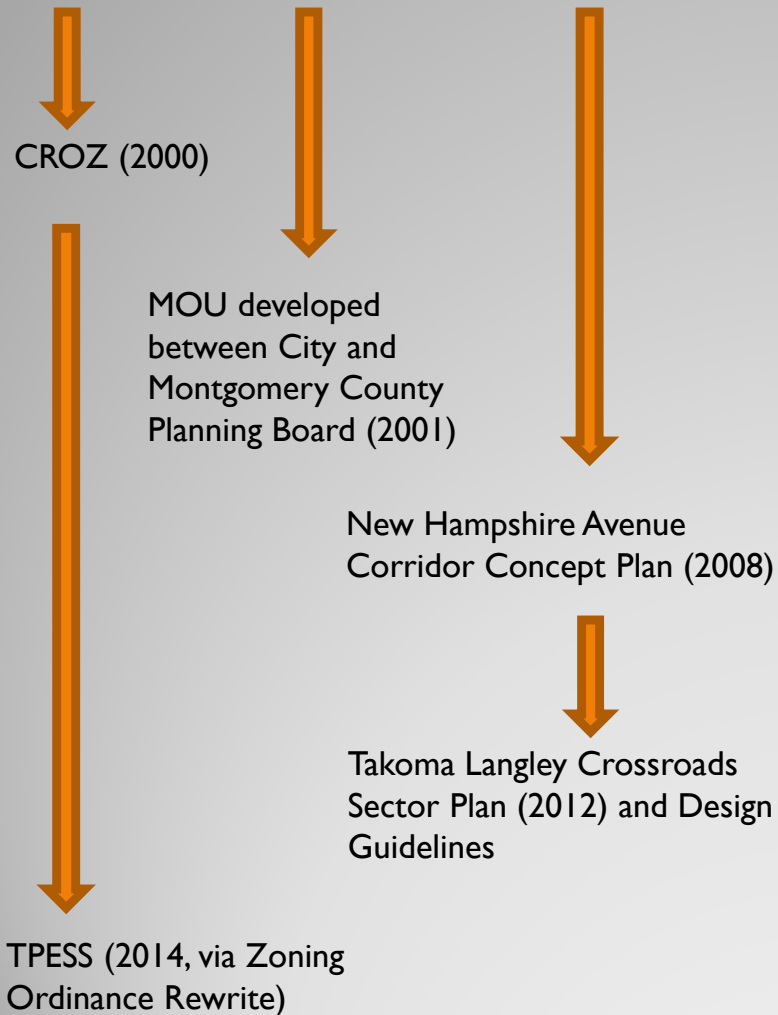 CROZ (2000)
MOU developed
between City and
Montgomery County
Planning Board (2001)
New Hampshire Avenue
Corridor Concept Plan (2008)
Takoma Langley Crossroads
Sector Plan (2012) and Design
Guidelines
TPESS (2014, via Zoning
Ordinance Rewrite)